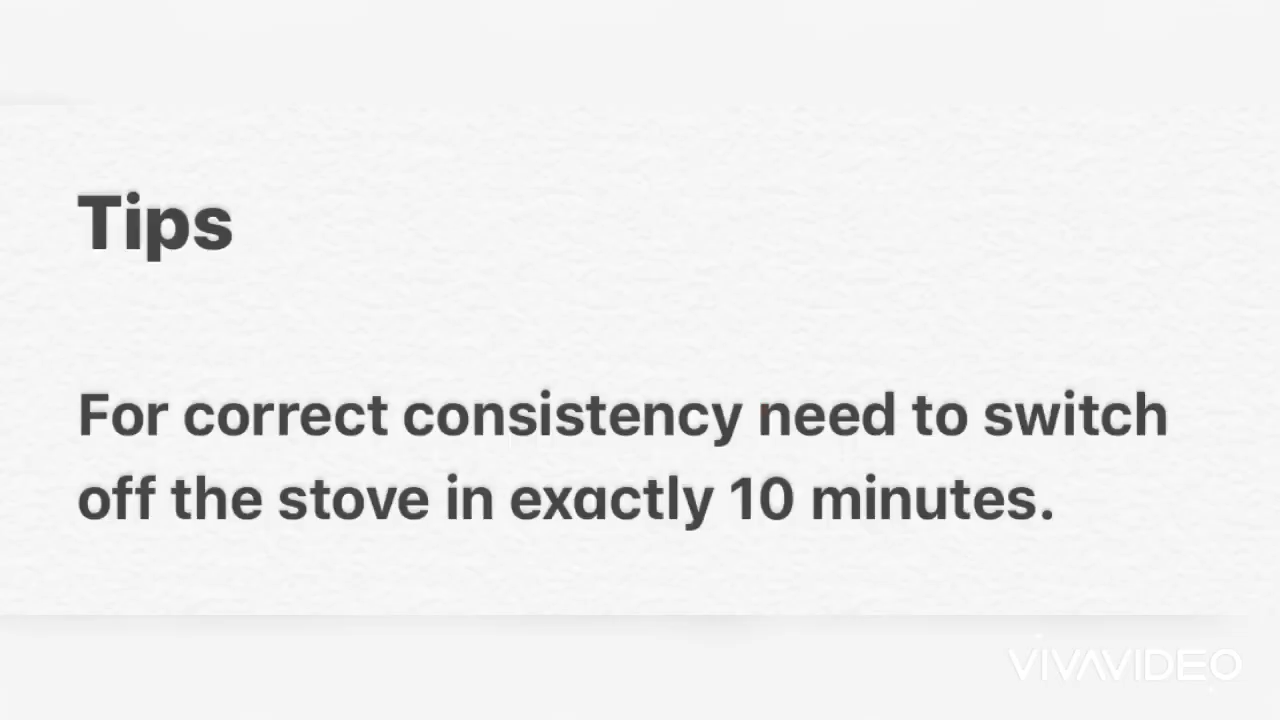 Tips
For correct consistency need to switch
off the stove in exactly 10 minutes.
VIVAVIDEO